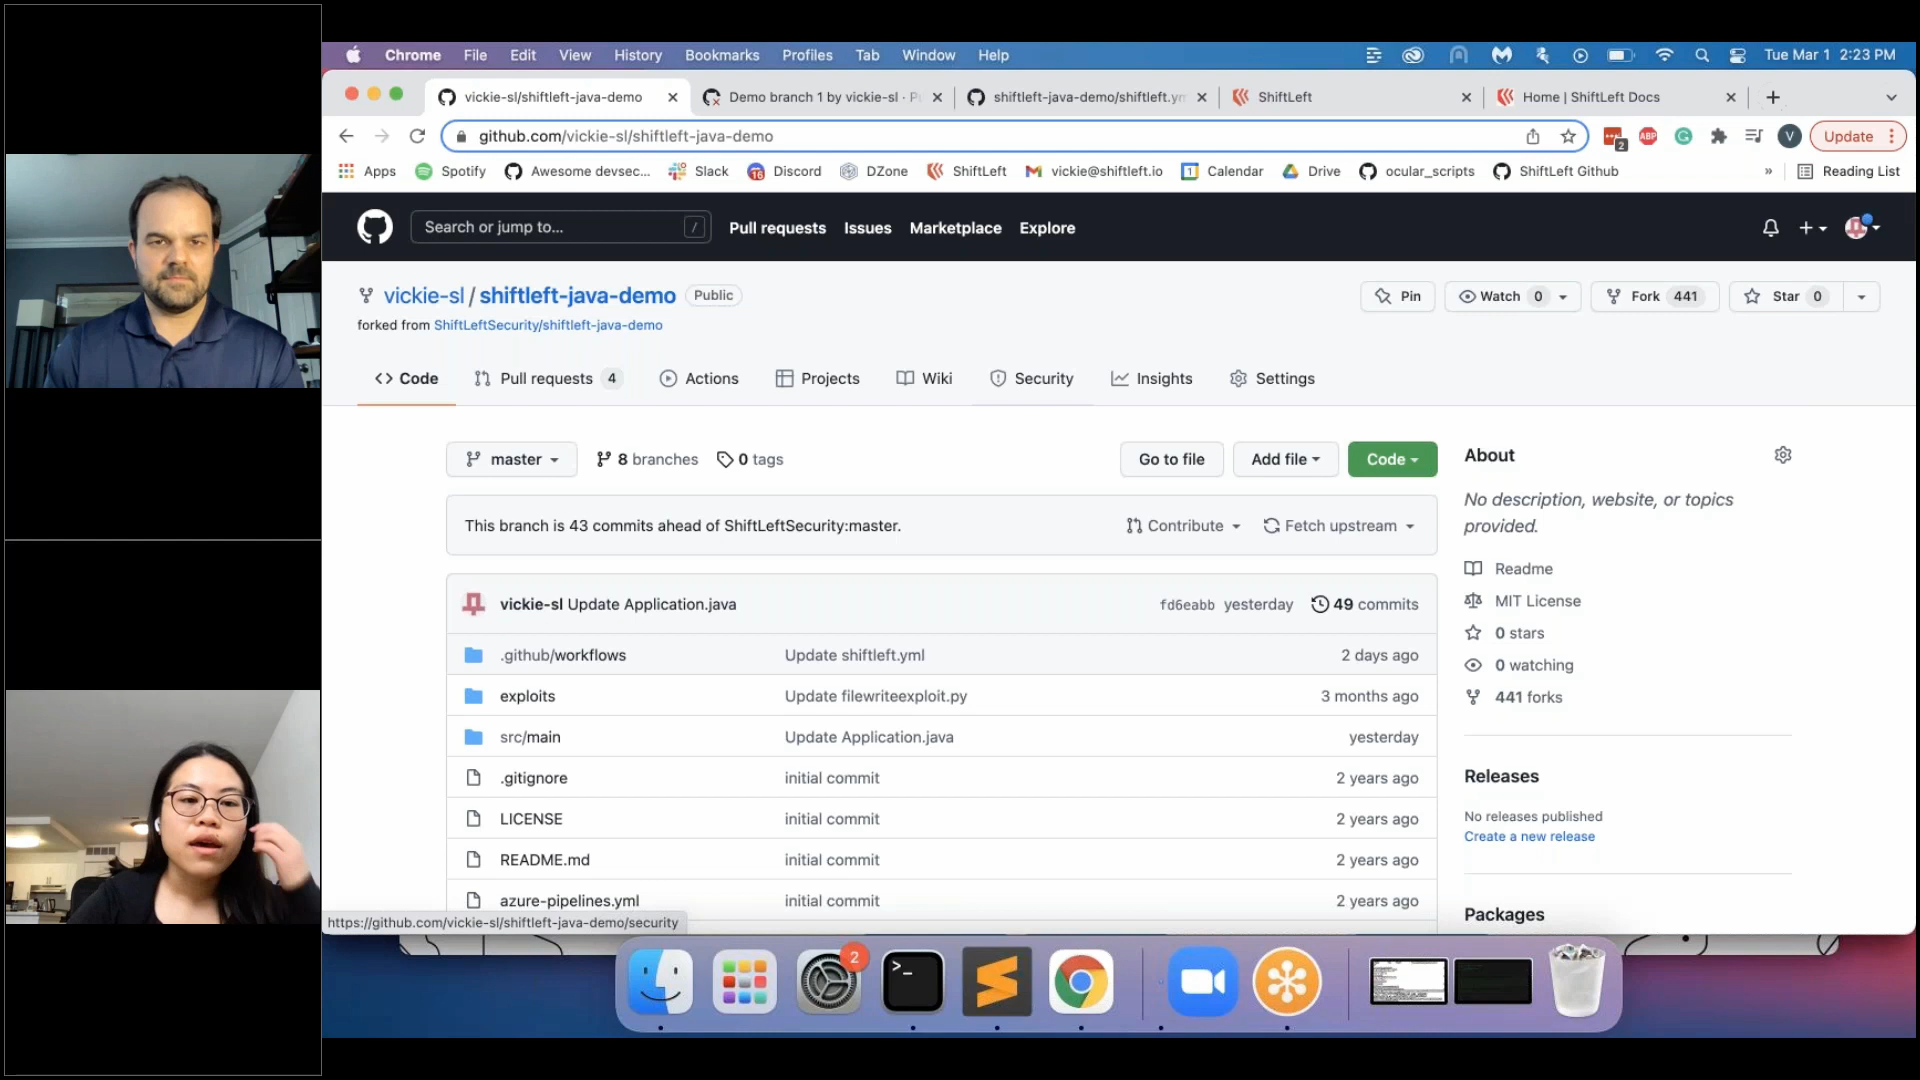 Chrome File Edit View History Bookmarks Profiles Tab Window Help Tue Mar 1 2:23 PM
vickie-sl/shiftleft-java-demo Demo branch 1 by vickie-sl · P shiftleft-java-demo/shiftleft.ym ShiftLeft Home | ShiftLeft Docs
github.com/vickie-sl/shiftleft-java-demo 2 ABP V Update
Apps Spotify Awesome devsec... Slack 16 Discord DZone ShiftLeft vickie@shiftleft.io 1 Calendar Drive ocular_scripts ShiftLeft Github » Reading List
Search or jump to... / Pull requests Issues Marketplace Explore
vickie-sl / shiftleft-java-demo Public Pin Watch 0 Fork 441 Star 0
forked from ShiftLeftSecurity/shiftleft-java-demo
Code Pull requests 4 Actions Projects Wiki Security Insights Settings
master 8 branches 0 tags Go to file Add file Code
About
No description, website, or topics
provided.
This branch is 43 commits ahead of ShiftLeftSecurity:master. Contribute Fetch upstream
Readme
MIT License
0 stars
0 watching
441 forks
vickie-sl Update Application.java fd6eabb yesterday 49 commits
.github/workflows Update shiftleft.yml 2 days ago
exploits Update filewriteexploit.py 3 months ago
src/main Update Application.java yesterday
.gitignore initial commit 2 years ago
LICENSE initial commit 2 years ago
README.md initial commit 2 years ago
azure-pipelines.yml initial commit 2 years ago
Releases
No releases published
Create a new release
Packages
https://github.com/vickie-sl/shiftleft-java-demo/security
2